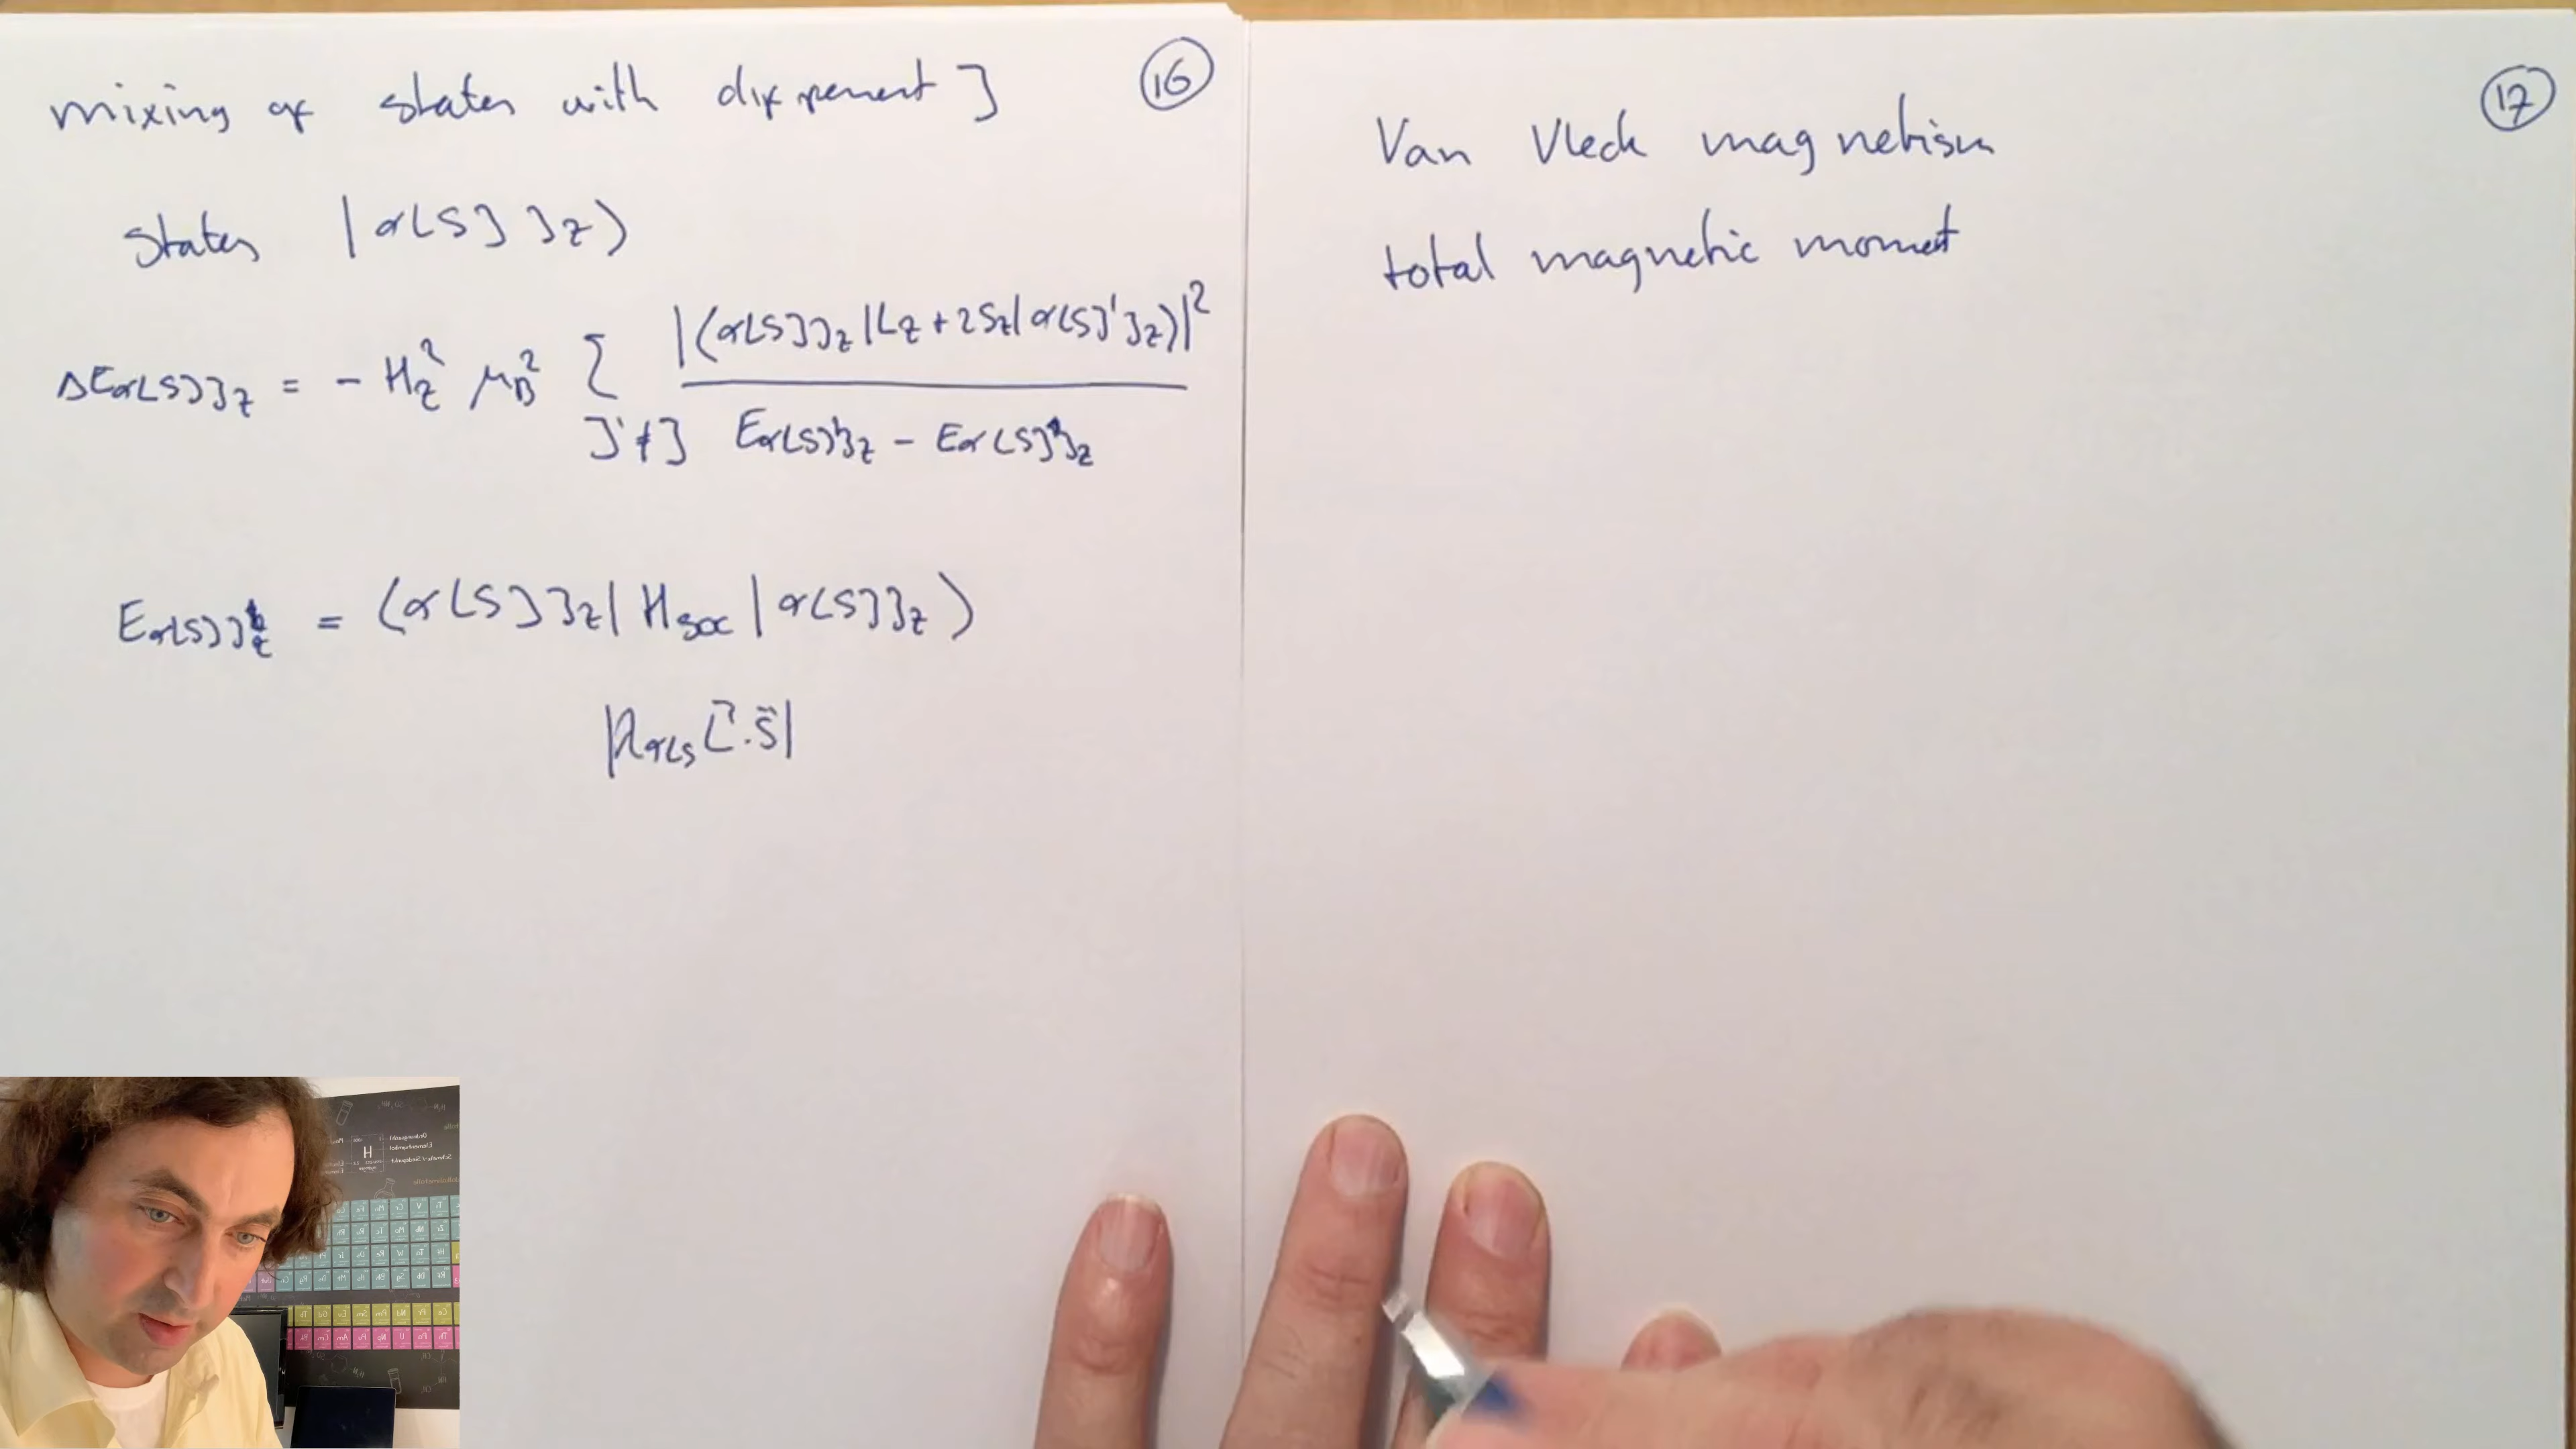 mixing of states with different J
16
states |αLSJJz)
ΔEαLSJJz = - Hz² μB² Σ J'≠J |(αLSJJz|Lz+2Sz|αLSJ'Jz)|² / EαLSJ'Jz - EαLSJJz
EαLSJJz = (αLSJJz| Hsoc |αLSJJz)
|λαLS L⃗.S⃗|
17
Van Vleck magnetism
total magnetic moment
H